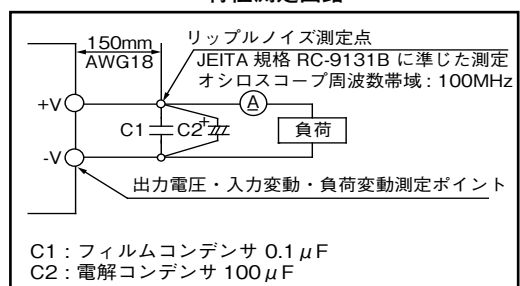 150mm
AWG18
リップルノイズ測定点
JEITA 規格 RC-9131B に準じた測定
オシロスコープ周波数帯域 : 100MHz
+V
-V
C1
C2
+
A
負荷
出力電圧・入力変動・負荷変動測定ポイント
C1 : フィルムコンデンサ 0.1μF
C2 : 電解コンデンサ 100μF